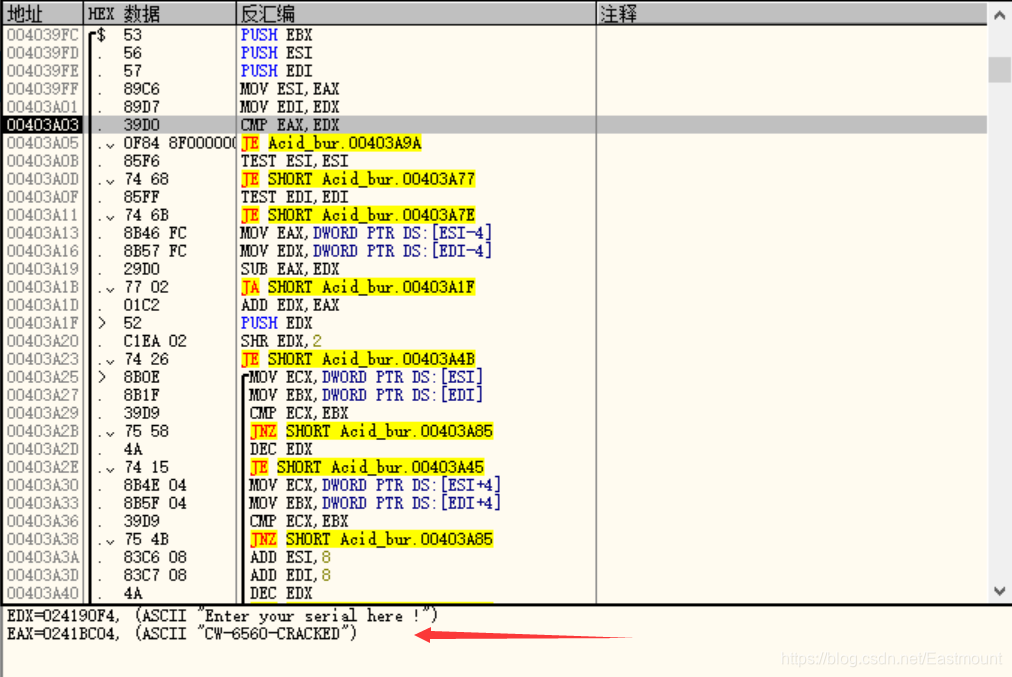 地址 HEX 数据 反汇编 注释
004039FC $ 53 PUSH EBX
004039FD . 56 PUSH ESI
004039FE . 57 PUSH EDI
004039FF . 89C6 MOV ESI,EAX
00403A01 . 89D7 MOV EDI,EDX
00403A03 . 39D0 CMP EAX,EDX
00403A05 .v 0F84 8F000000 JE Acid_bur.00403A9A
00403A0B . 85F6 TEST ESI,ESI
00403A0D .v 74 68 JE SHORT Acid_bur.00403A77
00403A0F . 85FF TEST EDI,EDI
00403A11 .v 74 6B JE SHORT Acid_bur.00403A7E
00403A13 . 8B46 FC MOV EAX,DWORD PTR DS:[ESI-4]
00403A16 . 8B57 FC MOV EDX,DWORD PTR DS:[EDI-4]
00403A19 . 29D0 SUB EAX,EDX
00403A1B .v 77 02 JA SHORT Acid_bur.00403A1F
00403A1D . 01C2 ADD EDX,EAX
00403A1F > 52 PUSH EDX
00403A20 . C1EA 02 SHR EDX,2
00403A23 .v 74 26 JE SHORT Acid_bur.00403A4B
00403A25 > 8B0E MOV ECX,DWORD PTR DS:[ESI]
00403A27 . 8B1F MOV EBX,DWORD PTR DS:[EDI]
00403A29 . 39D9 CMP ECX,EBX
00403A2B .v 75 58 JNZ SHORT Acid_bur.00403A85
00403A2D . 4A DEC EDX
00403A2E .v 74 15 JE SHORT Acid_bur.00403A45
00403A30 . 8B4E 04 MOV ECX,DWORD PTR DS:[ESI+4]
00403A33 . 8B5F 04 MOV EBX,DWORD PTR DS:[EDI+4]
00403A36 . 39D9 CMP ECX,EBX
00403A38 .v 75 4B JNZ SHORT Acid_bur.00403A85
00403A3A . 83C6 08 ADD ESI,8
00403A3D . 83C7 08 ADD EDI,8
00403A40 . 4A DEC EDX
EDX=024190F4, (ASCII "Enter your serial here !")
EAX=0241BC04, (ASCII "CW-6560-CRACKED")
https://blog.csdn.net/Eastmount